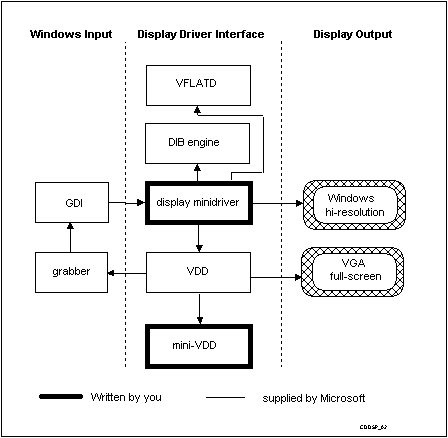 Windows Input
Display Driver Interface
Display Output
VFLATD
DIB engine
GDI
display minidriver
Windows
hi-resolution
grabber
VDD
VGA
full-screen
mini-VDD
Written by you
supplied by Microsoft